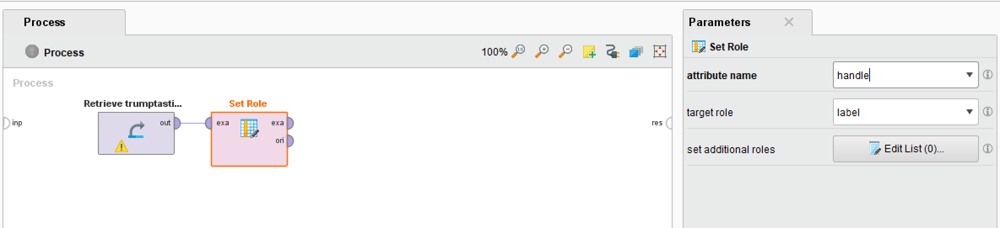 Process
Process
100%
Process
Retrieve trumptasti...
Set Role
inp
out
exa
exa
ori
res
Parameters
Set Role
attribute name
handle
target role
label
set additional roles
Edit List (0)...